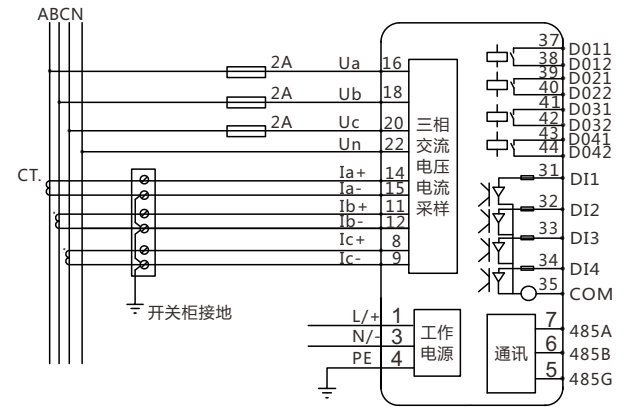 ABCN
2A Ua 16
2A Ub 18
2A Uc 20
Un 22
CT.
Ia+ 14
Ia- 15
Ib+ 11
Ib- 12
Ic+ 8
Ic- 9
三相
交流
电压
电流
采样
开关柜接地
L/+ 1
N/- 3
PE 4
工作
电源
37 D011
38 D012
39 D021
40 D022
41 D031
42 D032
43 D041
44 D042
31 DI1
32 DI2
33 DI3
34 DI4
35 COM
通讯
7 485A
6 485B
5 485G